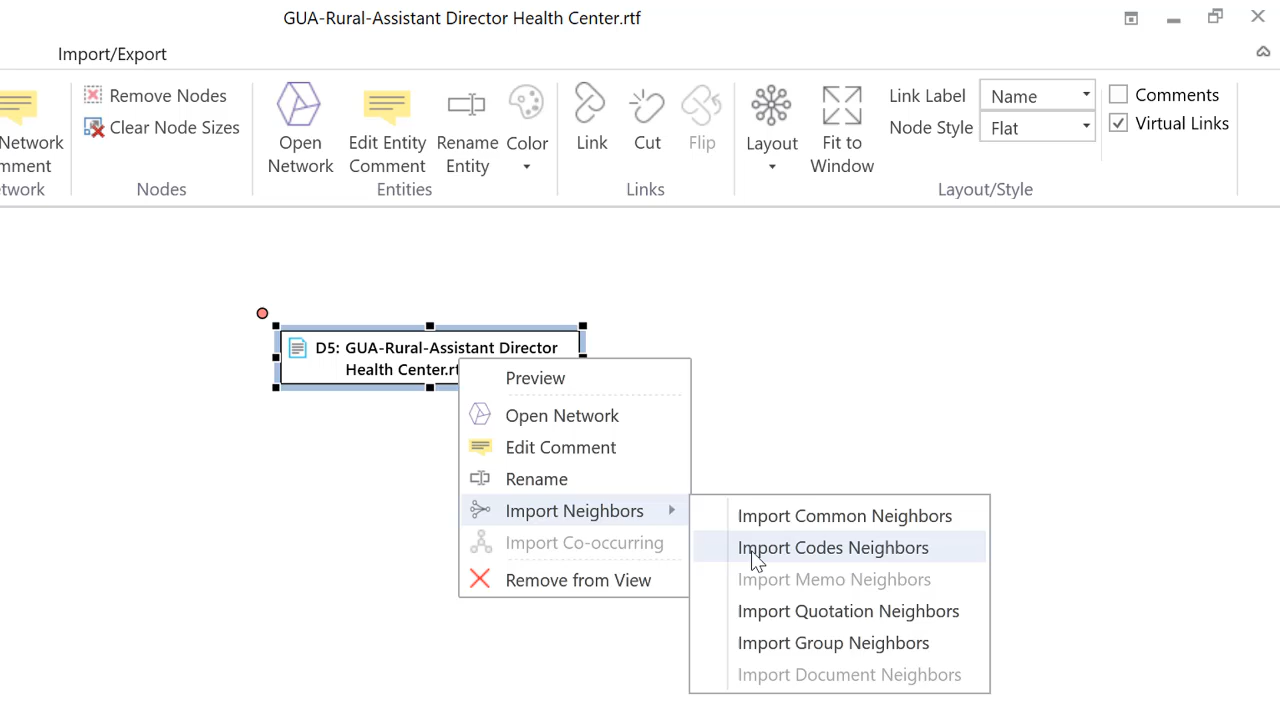 GUA-Rural-Assistant Director Health Center.rtf
Import/Export
Network
mment
twork
Remove Nodes
Clear Node Sizes
Nodes
Open
Network
Edit Entity
Comment
Rename
Entity
Color
Entities
Link
Cut
Flip
Links
Layout
Fit to
Window
Link Label
Name
Node Style
Flat
Comments
Virtual Links
Layout/Style
D5: GUA-Rural-Assistant Director
Health Center.rt
Preview
Open Network
Edit Comment
Rename
Import Neighbors
Import Co-occurring
Remove from View
Import Common Neighbors
Import Codes Neighbors
Import Memo Neighbors
Import Quotation Neighbors
Import Group Neighbors
Import Document Neighbors